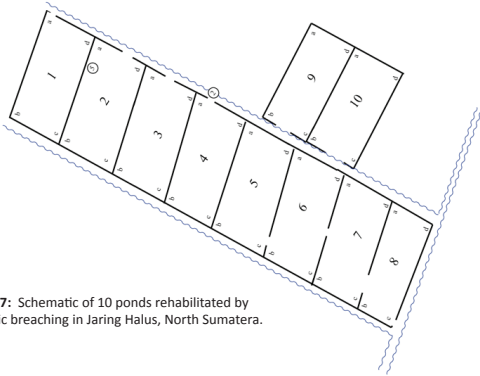 a
d
a
1
2
c
d
a
3
c
d
a
4
c
d
a
5
c
d
a
6
c
d
a
7
c
d
a
8
c
d
a
9
d
a
10
d
c
c
7: Schematic of 10 ponds rehabilitated by
ic breaching in Jaring Halus, North Sumatera.